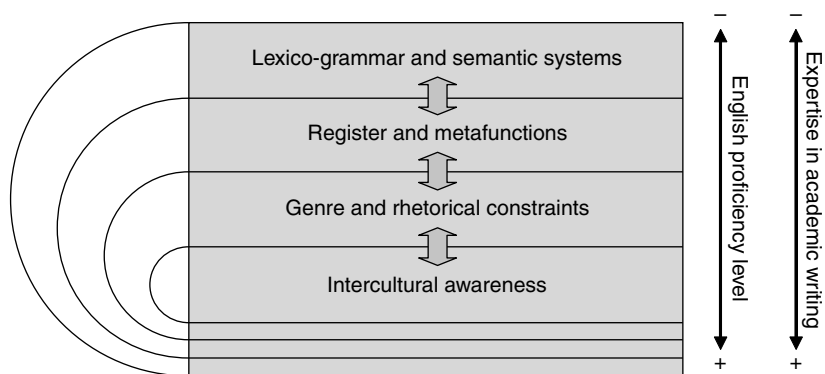 – –
Lexico-grammar and semantic systems
Register and metafunctions
Genre and rhetorical constraints
Intercultural awareness
English proficiency level
Expertise in academic writing
+ +